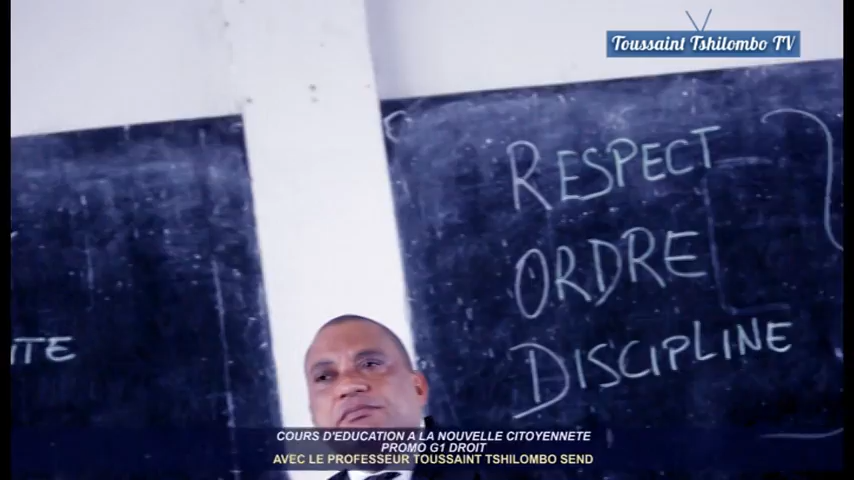 Toussaint Tshilombo TV
RESPECT
ORDRE
ITE
DISCIPLINE
COURS D'EDUCATION A LA NOUVELLE CITOYENNETE
PROMO G1 DROIT
AVEC LE PROFESSEUR TOUSSAINT TSHILOMBO SEND